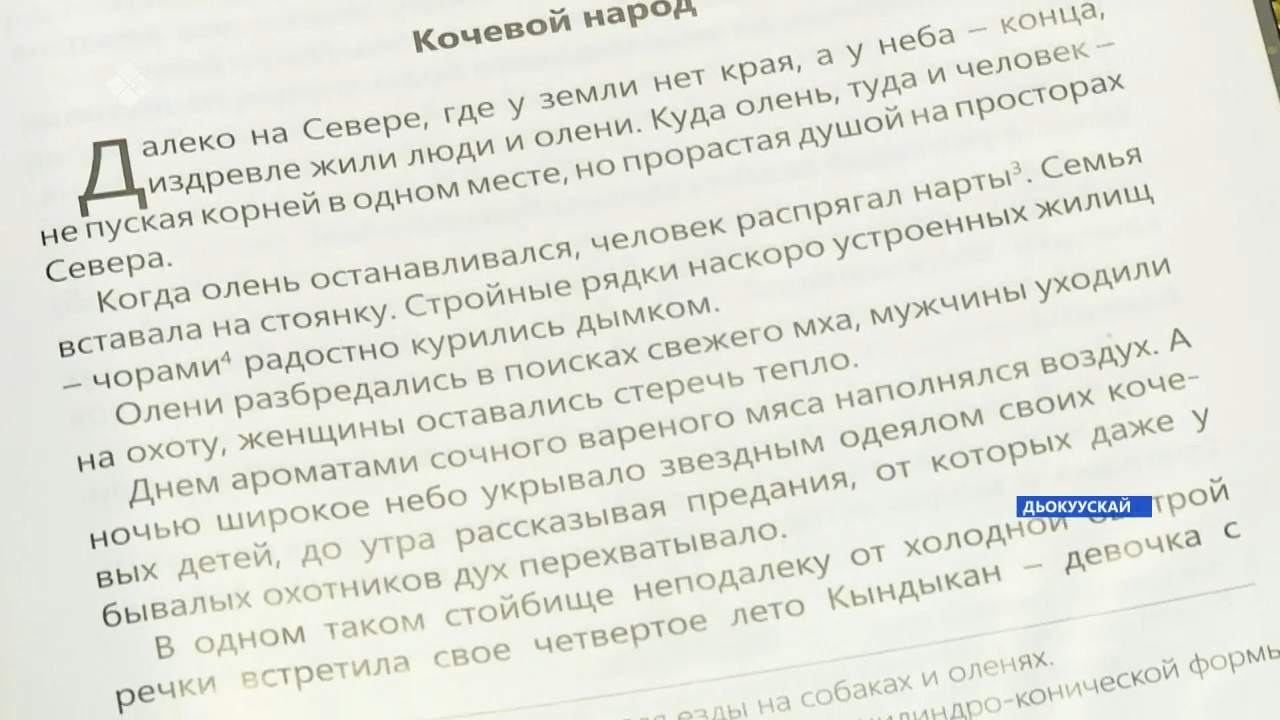 Кочевой народ
Далеко на Севере, где у земли нет края, а у неба – конца,
издревле жили люди и олени. Куда олень, туда и человек –
не пуская корней в одном месте, но прорастая душой на просторах
Севера.
Когда олень останавливался, человек распрягал нарты³. Семья
вставала на стоянку. Стройные рядки наскоро устроенных жилищ
– чорами⁴ радостно курились дымком.
Олени разбредались в поисках свежего мха, мужчины уходили
на охоту, женщины оставались стеречь тепло.
Днем ароматами сочного вареного мяса наполнялся воздух. А
ночью широкое небо укрывало звездным одеялом своих коче-
вых детей, до утра рассказывая предания, от которых даже у
бывалых охотников дух перехватывало.
В одном таком стойбище неподалеку от холодной
речки встретила свое четвертое лето Кындыкан – девочка с
езды на собаках и оленях.
цилиндро-конической формы
ДЬОКУУСКАЙ